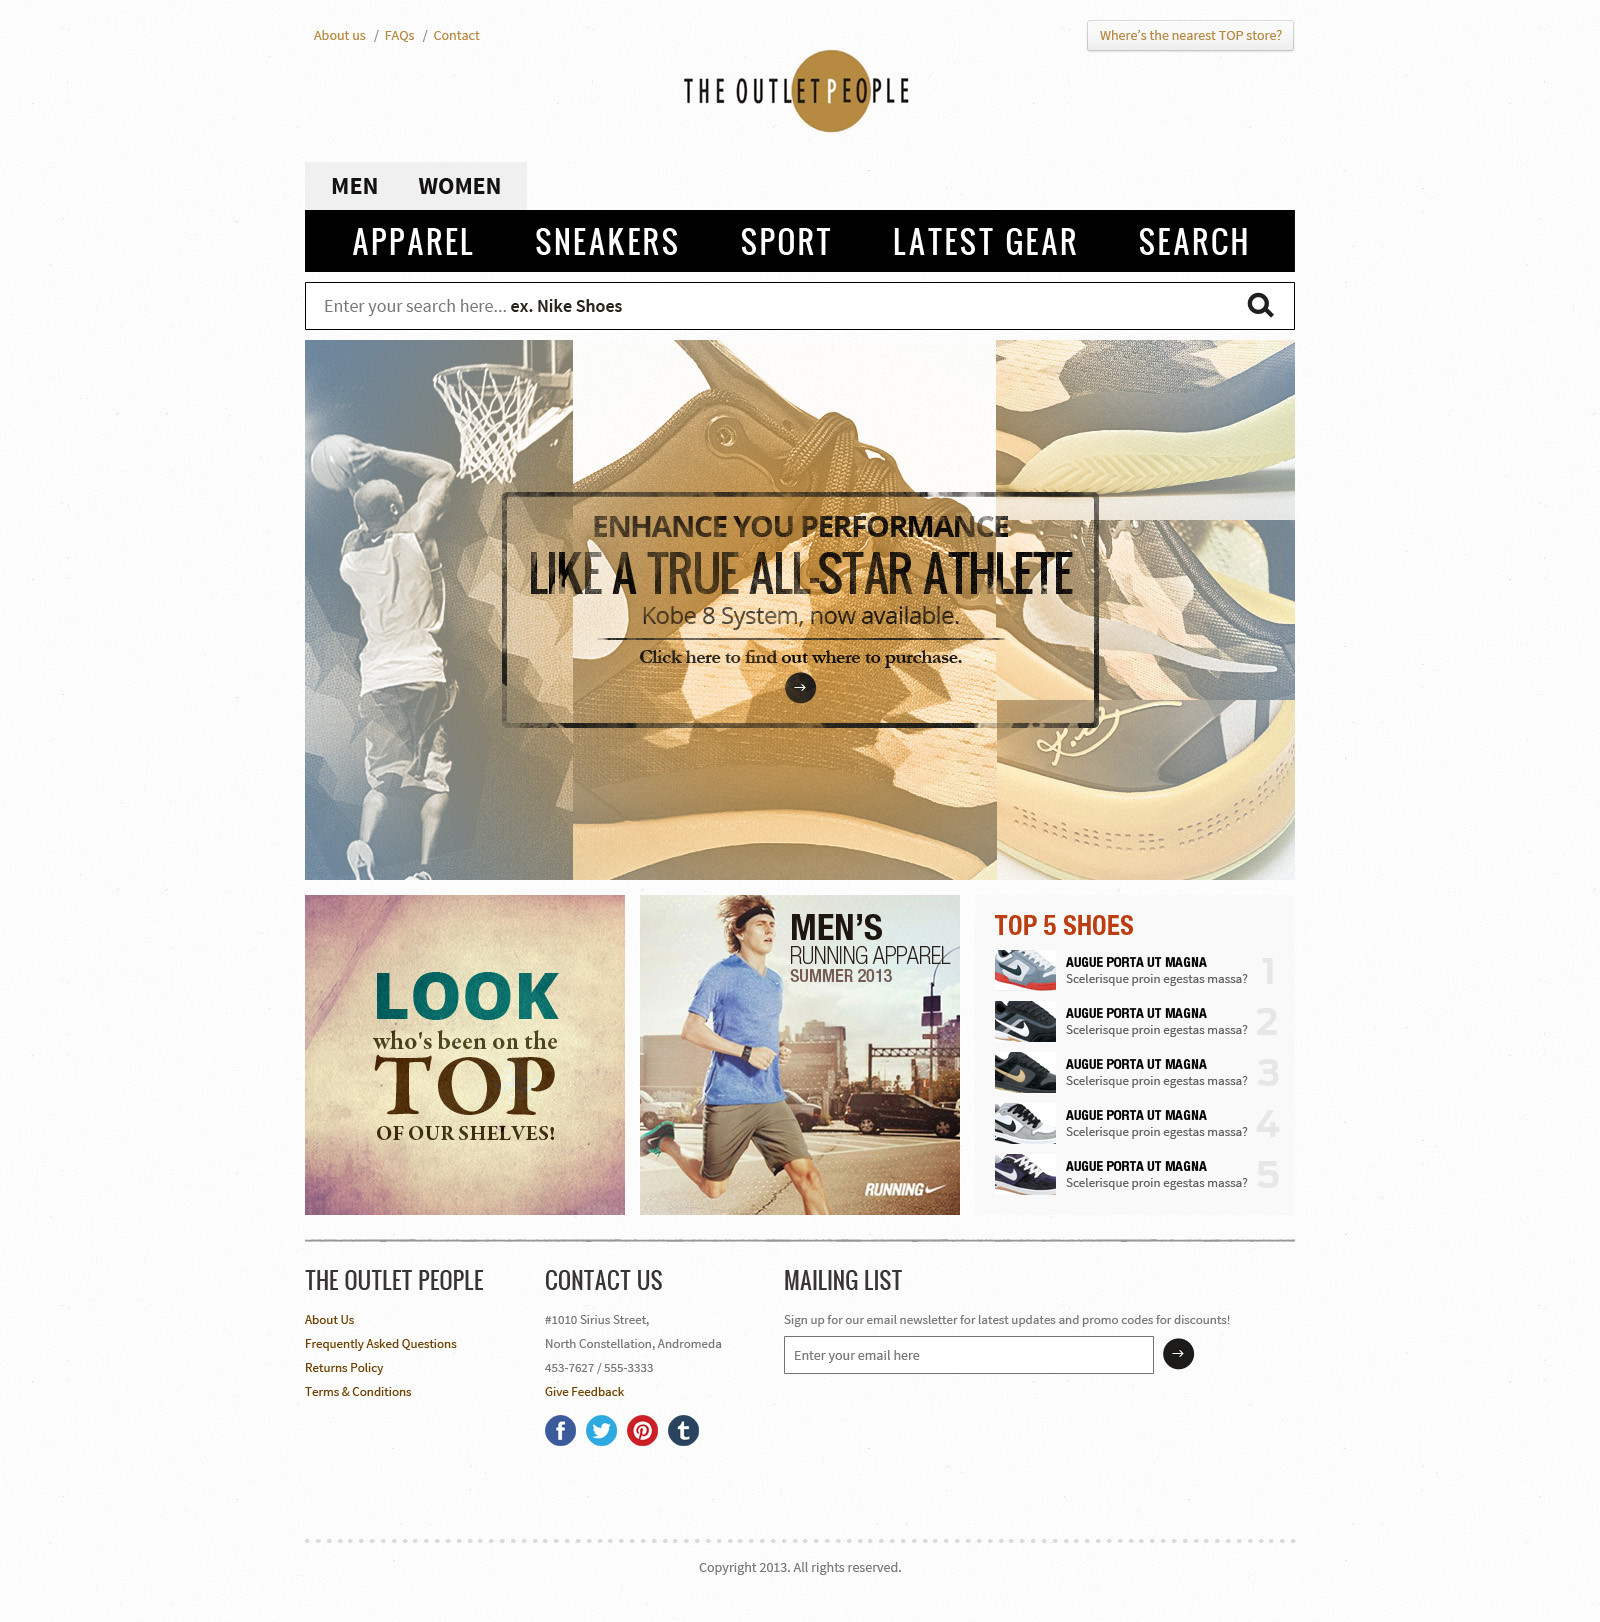 About us / FAQs / Contact
Where's the nearest TOP store?
THE OUTLET PEOPLE
MEN WOMEN
APPAREL SNEAKERS SPORT LATEST GEAR SEARCH
Enter your search here... ex. Nike Shoes
ENHANCE YOU PERFORMANCE
LIKE A TRUE ALL-STAR ATHLETE
Kobe 8 System, now available.
Click here to find out where to purchase.
LOOK
who's been on the
TOP
OF OUR SHELVES!
MEN'S
RUNNING APPAREL
SUMMER 2013
RUNNING
TOP 5 SHOES
AUGUE PORTA UT MAGNA
Scelerisque proin egestas massa?
1
AUGUE PORTA UT MAGNA
Scelerisque proin egestas massa?
2
AUGUE PORTA UT MAGNA
Scelerisque proin egestas massa?
3
AUGUE PORTA UT MAGNA
Scelerisque proin egestas massa?
4
AUGUE PORTA UT MAGNA
Scelerisque proin egestas massa?
5
THE OUTLET PEOPLE
About Us
Frequently Asked Questions
Returns Policy
Terms & Conditions
CONTACT US
#1010 Sirius Street,
North Constellation, Andromeda
453-7627 / 555-3333
Give Feedback
MAILING LIST
Sign up for our email newsletter for latest updates and promo codes for discounts!
Enter your email here
Copyright 2013. All rights reserved.